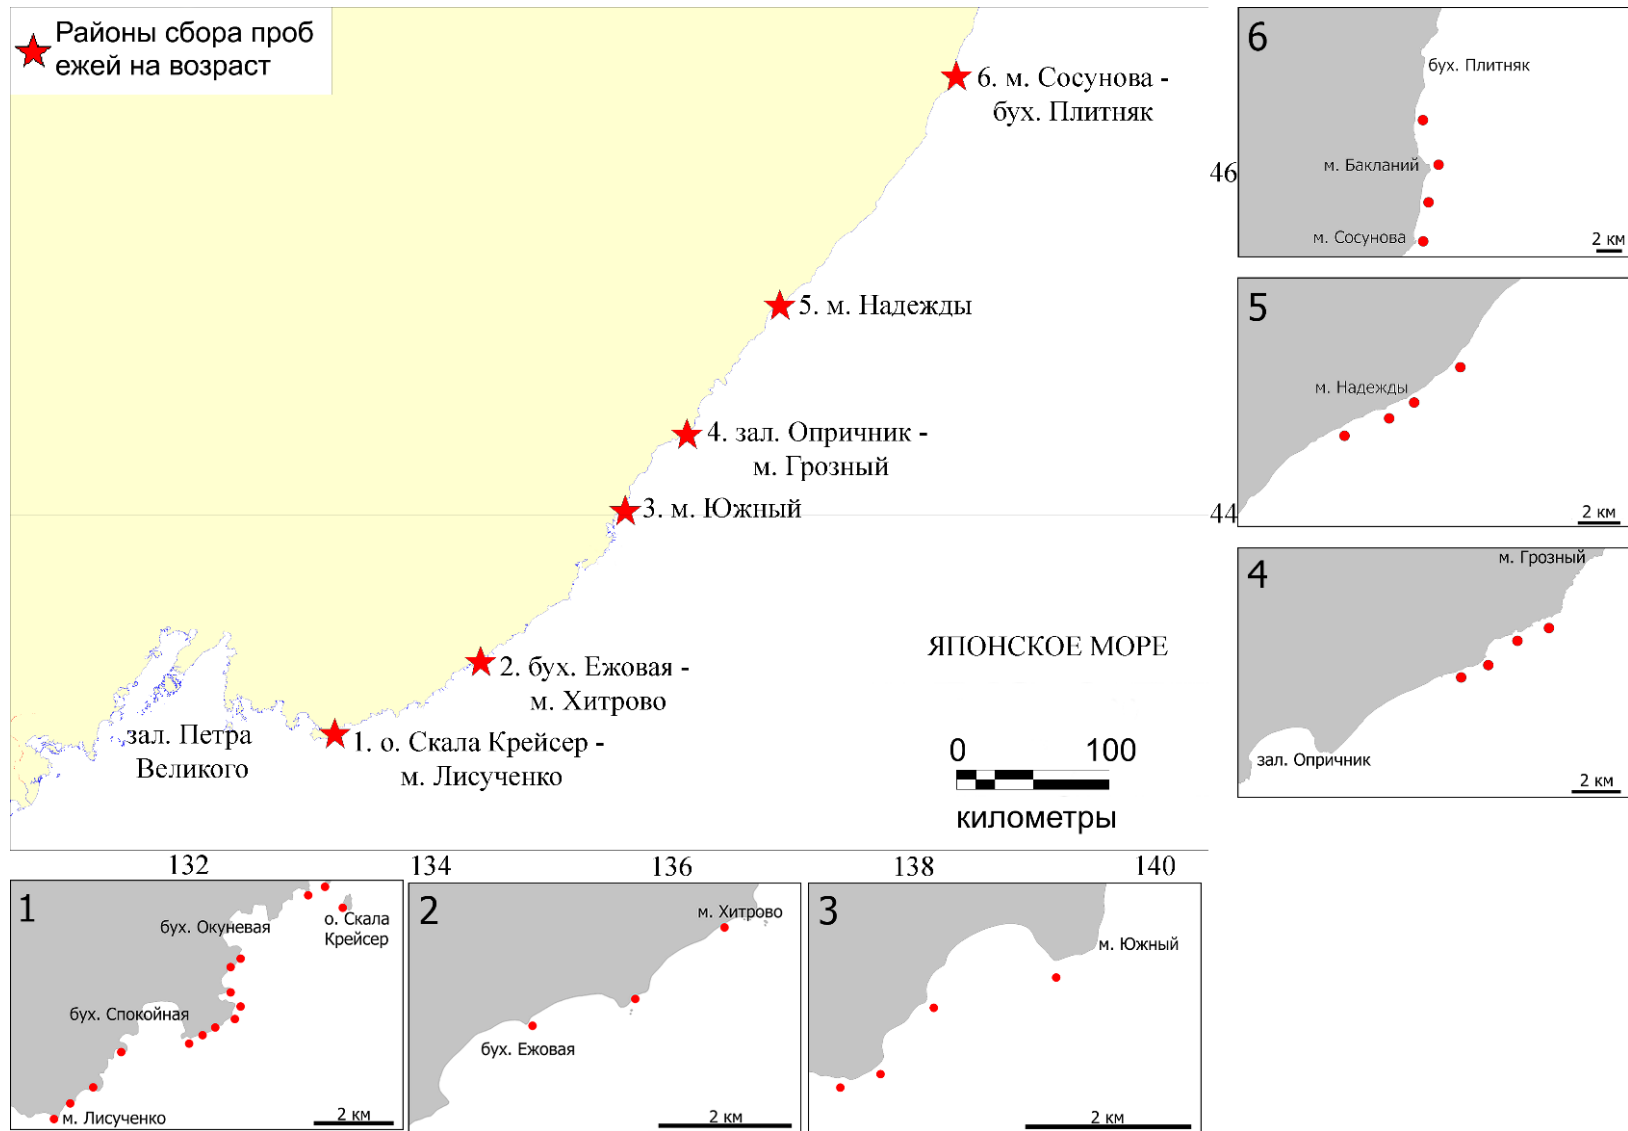 Районы сбора проб
ежей на возраст
6. м. Сосунова -
бух. Плитняк
5. м. Надежды
4. зал. Опричник -
м. Грозный
3. м. Южный
2. бух. Ежовая -
м. Хитрово
1. о. Скала Крейсер -
м. Лисученко
зал. Петра
Великого
ЯПОНСКОЕ МОРЕ
0 100
километры
46
44
132 134 136 138 140
6
бух. Плитняк
м. Бакланий
м. Сосунова
2 км
5
м. Надежды
2 км
4
м. Грозный
зал. Опричник
2 км
1
бух. Окуневая
о. Скала
Крейсер
бух. Спокойная
м. Лисученко
2 км
2
м. Хитрово
бух. Ежовая
2 км
3
м. Южный
2 км